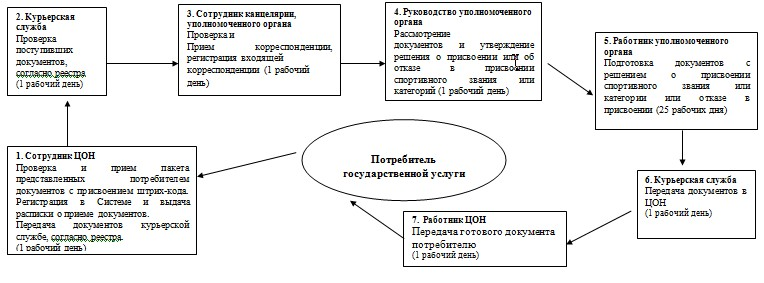 2. Курьерская
служба
Проверка
поступивших
документов,
согласно реестра
(1 рабочий день)
3. Сотрудник канцелярии,
уполномоченного органа
Проверка и
Прием корреспонденции,
регистрация входящей
корреспонденции (1 рабочий
день)
4. Руководство уполномоченного
органа
Рассмотрение
документов и утверждение
решения о присвоении или об
отказе в присвоении
спортивного звания или
категорий (1 рабочий день)
5. Работник уполномоченного
органа
Подготовка документов с
решением о присвоении
спортивного звания или
категории или отказе в
присвоении (25 рабочих дня)
1. Сотрудник ЦОН
Проверка и прием пакета
представленных потребителем
документов с присвоением штрих-кода.
Регистрация в Системе и выдача
расписки о приеме документов.
Передача документов курьерской
службе, согласно реестра.
(1 рабочий день)
Потребитель
государственной услуги
6. Курьерская служба
Передача документов в
ЦОН
(1 рабочий день)
7. Работник ЦОН
Передача готового документа
потребителю
(1 рабочий день)